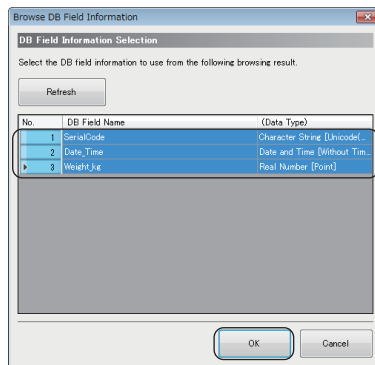 Browse DB Field Information
DB Field Information Selection
Select the DB field information to use from the following browsing result.
Refresh
No. DB Field Name (Data Type)
1 SerialCode Character String [Unicode(...
2 Date_Time Date and Time [Without Tim...
3 Weight_kg Real Number [Point]
OK Cancel